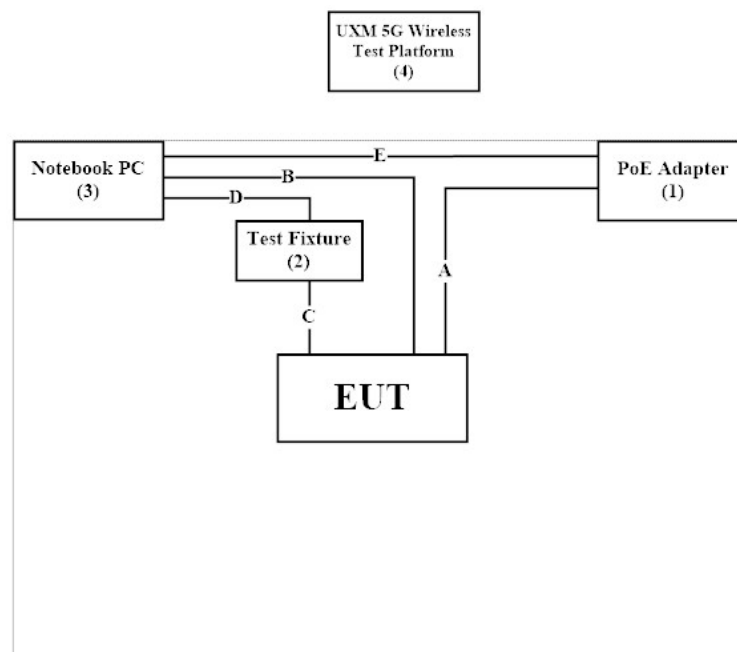 UXM 5G Wireless
Test Platform
(4)
Notebook PC
(3)
E
B
D
PoE Adapter
(1)
Test Fixture
(2)
A
C
EUT